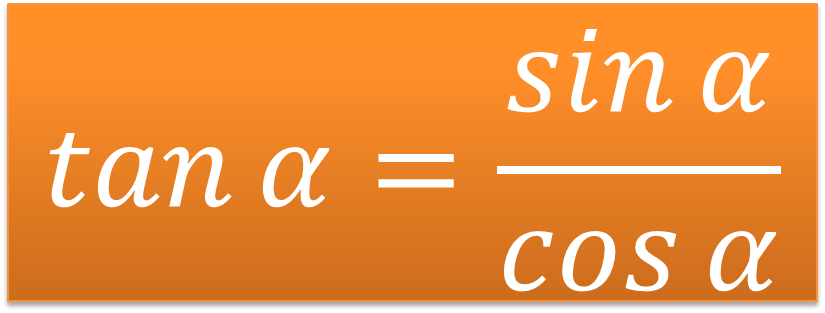 tan α = sin α / cos α